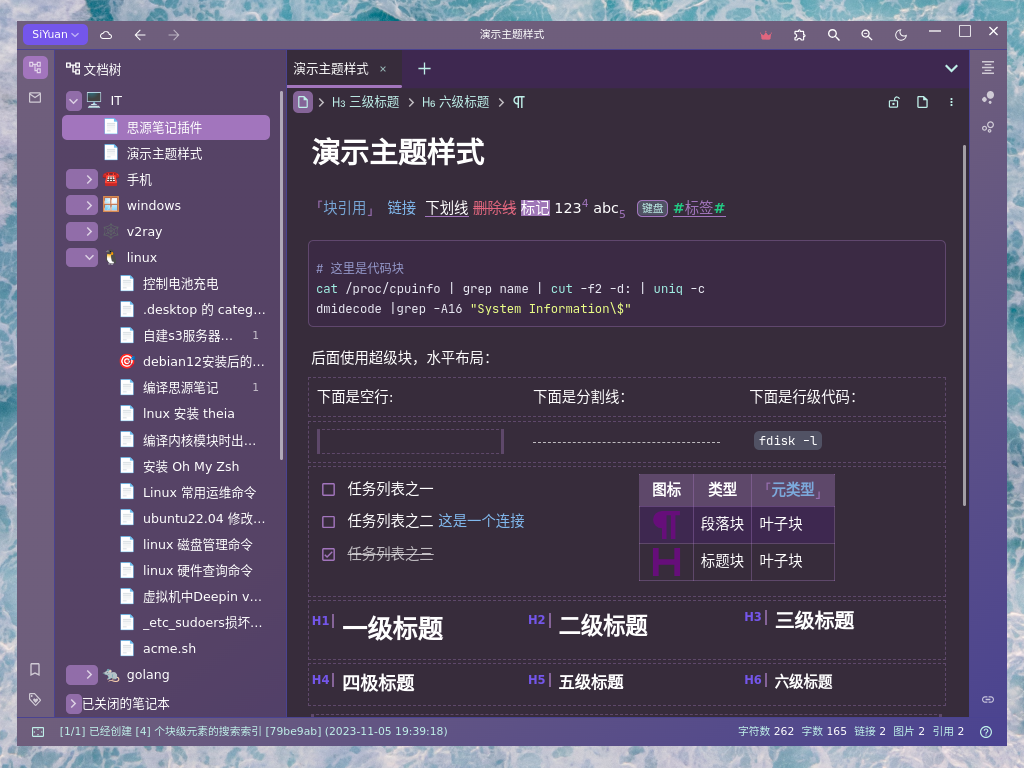 SiYuan
演示主题样式
文档树
IT
思源笔记插件
演示主题样式
手机
windows
v2ray
linux
控制电池充电
.desktop 的 categ...
自建s3服务器... 1
debian12安装后的...
编译思源笔记 1
lnux 安装 theia
编译内核模块时出...
安装 Oh My Zsh
Linux 常用运维命令
ubuntu22.04 修改...
linux 磁盘管理命令
linux 硬件查询命令
虚拟机中Deepin v...
_etc_sudoers损坏...
acme.sh
golang
已关闭的笔记本
演示主题样式 ×
H3 三级标题 > H6 六级标题 > ¶
演示主题样式
「块引用」 链接 下划线 删除线 标记 123⁴ abc₅ 键盘 #标签#
# 这里是代码块
cat /proc/cpuinfo | grep name | cut -f2 -d: | uniq -c
dmidecode |grep -A16 "System Information\$"
后面使用超级块，水平布局：
下面是空行: 下面是分割线： 下面是行级代码：
fdisk -l
任务列表之一
任务列表之二 这是一个连接
任务列表之三
图标 类型 「元类型」
¶ 段落块 叶子块
H 标题块 叶子块
H1 一级标题 H2 二级标题 H3 三级标题
H4 四极标题 H5 五级标题 H6 六级标题
[1/1] 已经创建 [4] 个块级元素的搜索索引 [79be9ab] (2023-11-05 19:39:18)
字符数 262 字数 165 链接 2 图片 2 引用 2